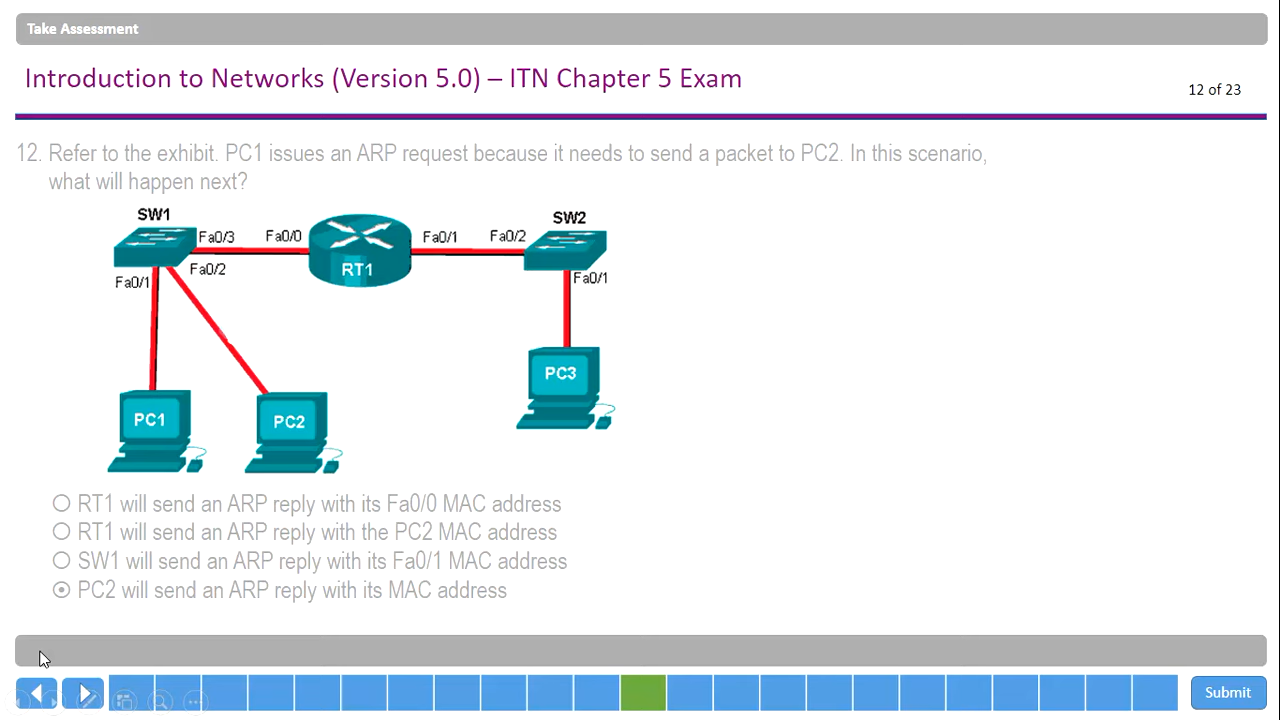 Take Assessment
Introduction to Networks (Version 5.0) – ITN Chapter 5 Exam
12 of 23
12. Refer to the exhibit. PC1 issues an ARP request because it needs to send a packet to PC2. In this scenario,
what will happen next?
SW1
SW2
Fa0/3
Fa0/0
Fa0/1
Fa0/2
RT1
Fa0/2
Fa0/1
Fa0/1
PC3
PC1
PC2
RT1 will send an ARP reply with its Fa0/0 MAC address
RT1 will send an ARP reply with the PC2 MAC address
SW1 will send an ARP reply with its Fa0/1 MAC address
PC2 will send an ARP reply with its MAC address
Submit